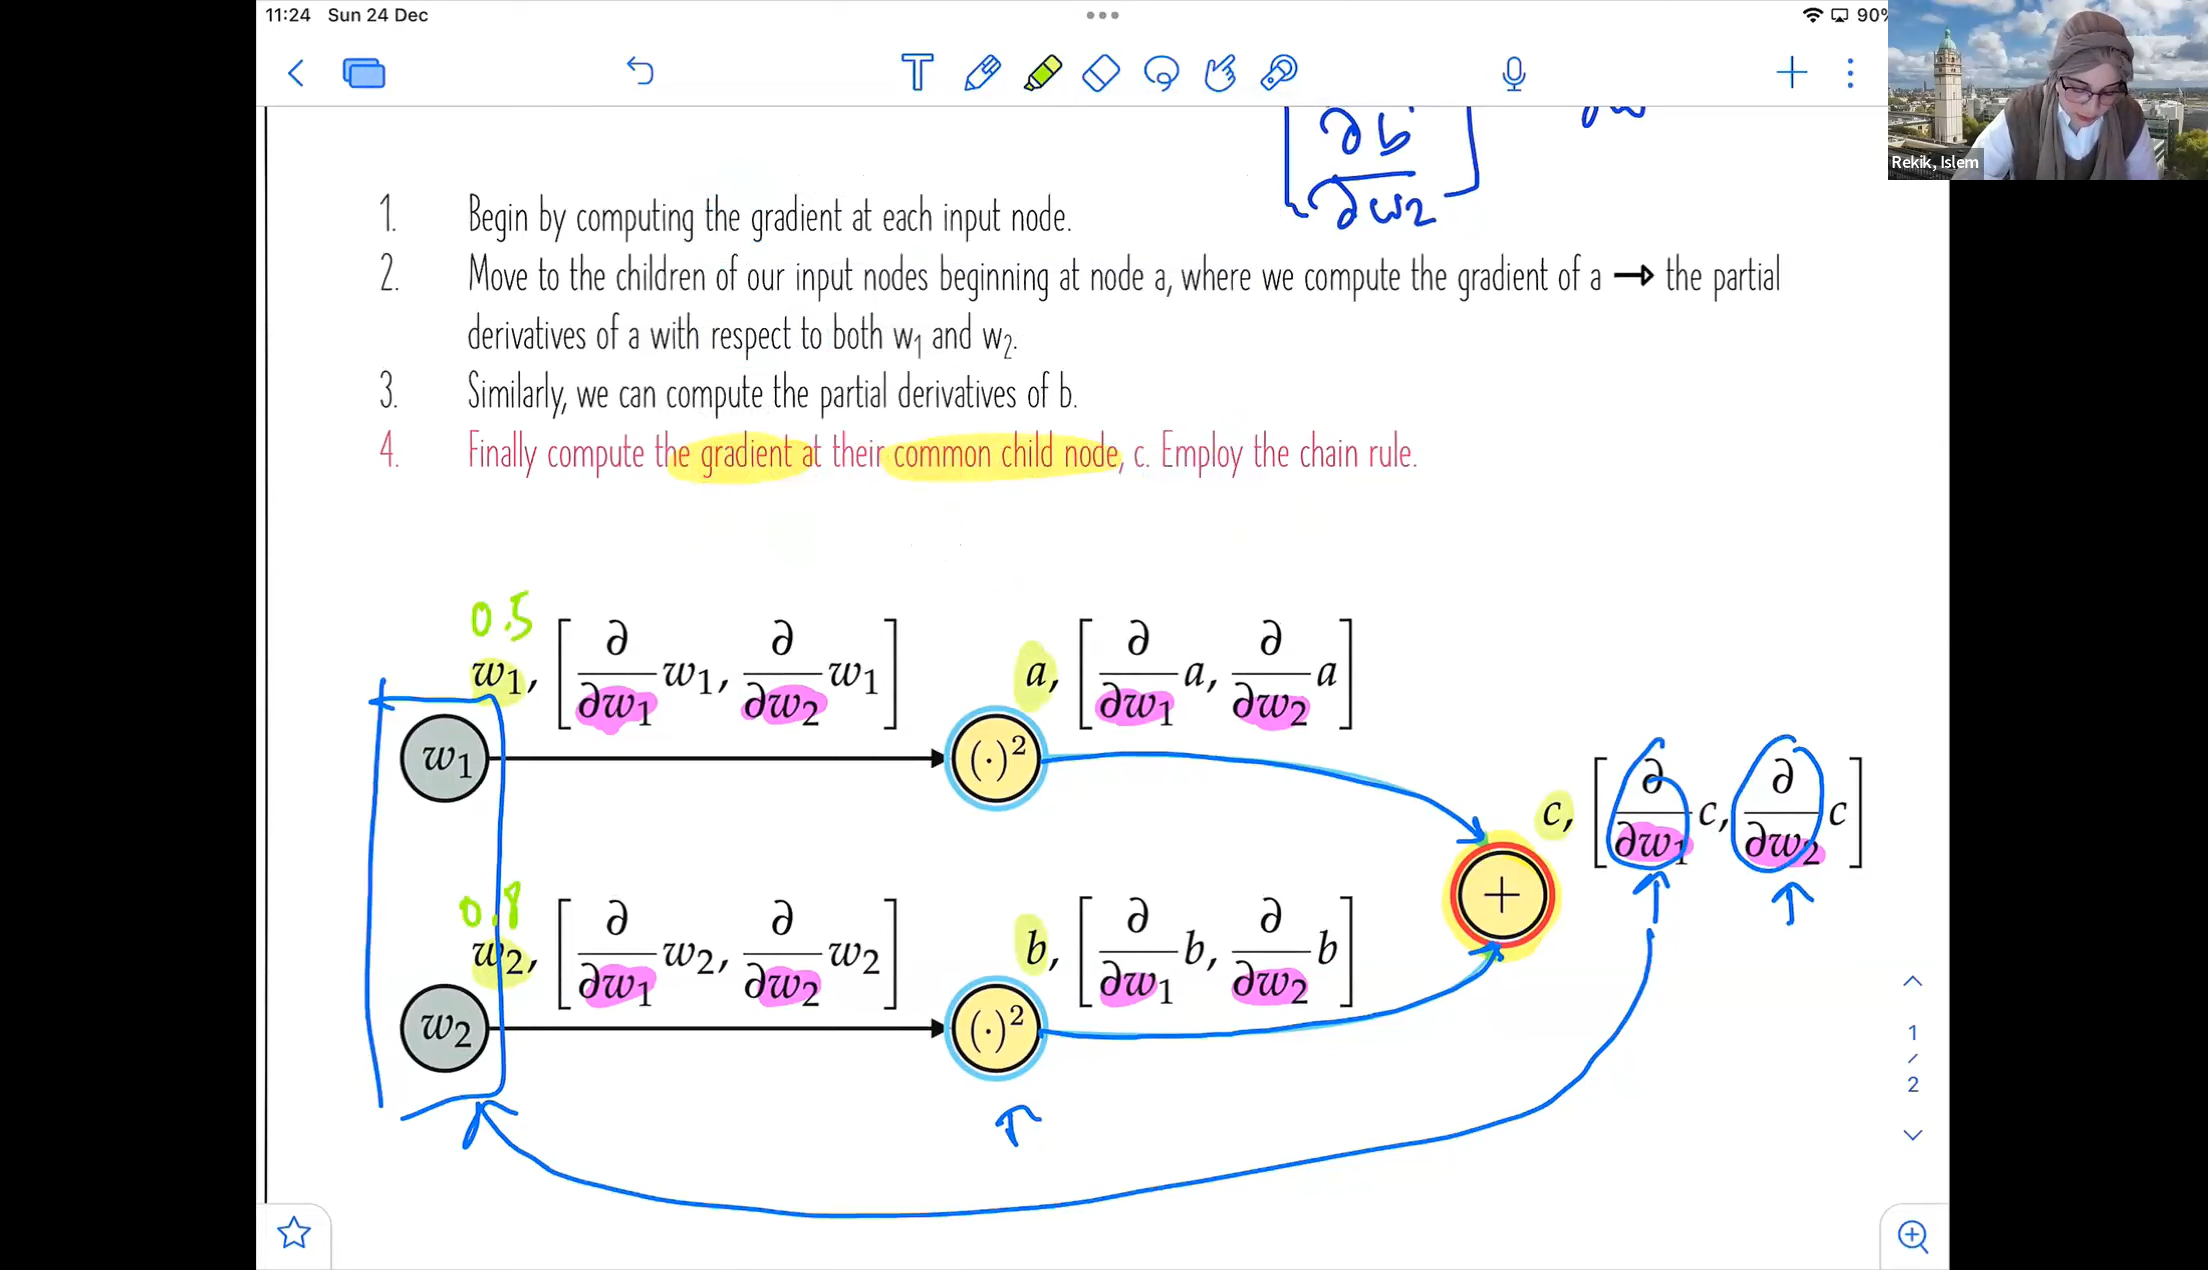 11:24 Sun 24 Dec
90%
Rekik, Islem
∂b
∂w2
1. Begin by computing the gradient at each input node.
2. Move to the children of our input nodes beginning at node a, where we compute the gradient of a → the partial
derivatives of a with respect to both w₁ and w₂.
3. Similarly, we can compute the partial derivatives of b.
4. Finally compute the gradient at their common child node, c. Employ the chain rule.
0.5
w₁, [∂/∂w₁ w₁, ∂/∂w₂ w₁]
a, [∂/∂w₁ a, ∂/∂w₂ a]
w₁
(·)²
c, [∂/∂w₁ c, ∂/∂w₂ c]
+
0.8
w₂, [∂/∂w₁ w₂, ∂/∂w₂ w₂]
b, [∂/∂w₁ b, ∂/∂w₂ b]
w₂
(·)²
1
/
2